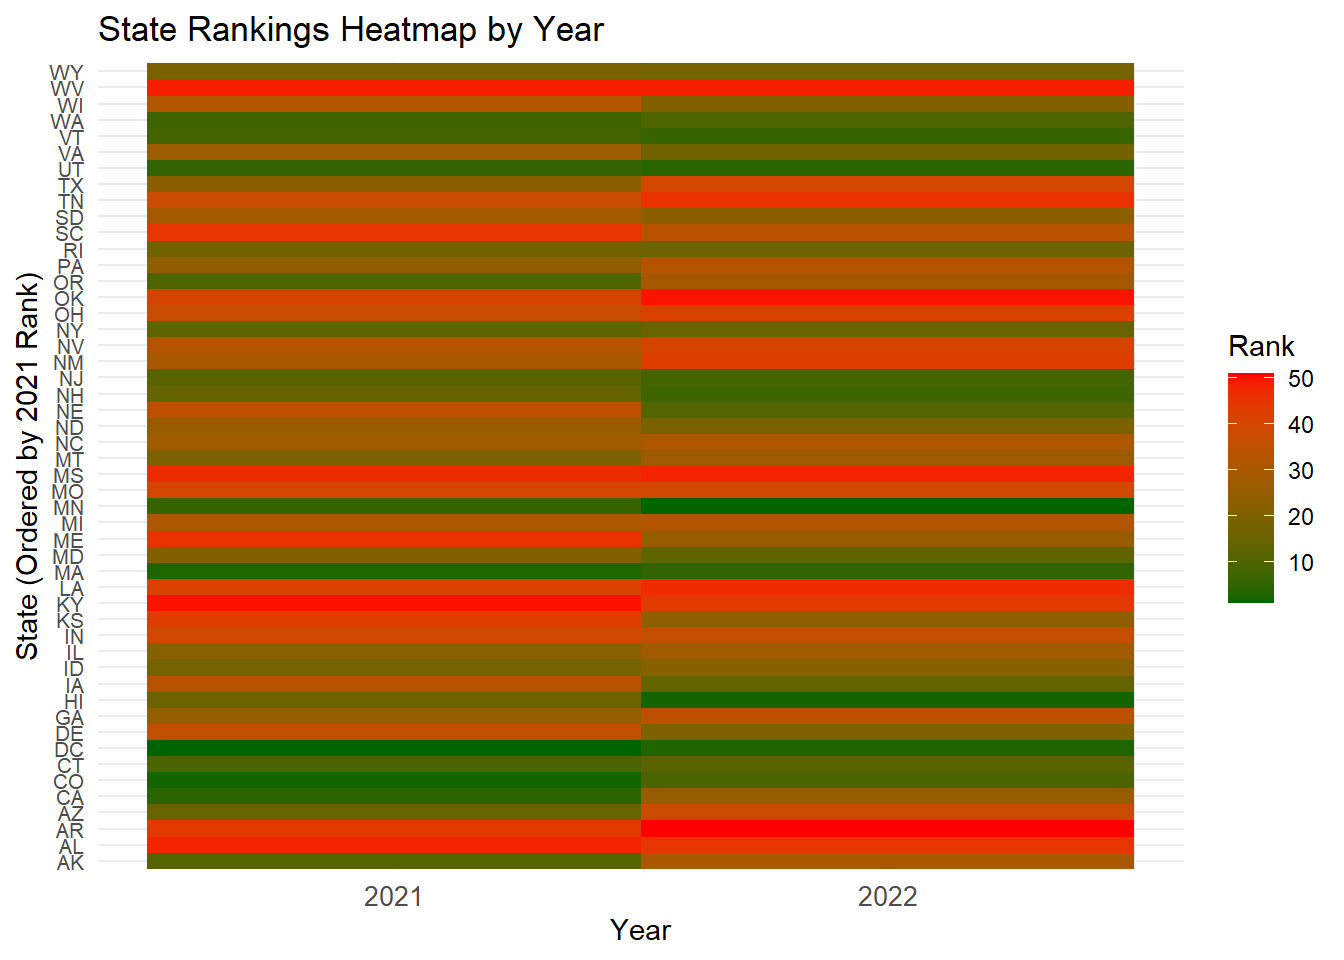 State Rankings Heatmap by Year
State (Ordered by 2021 Rank)
WY
WV
WI
WA
VT
VA
UT
TX
TN
SD
SC
RI
PA
OR
OK
OH
NY
NV
NM
NJ
NH
NE
ND
NC
MT
MS
MO
MN
MI
ME
MD
MA
LA
KY
KS
IN
IL
ID
IA
HI
GA
DE
DC
CT
CO
CA
AZ
AR
AL
AK
2021 2022
Year
Rank
50
40
30
20
10